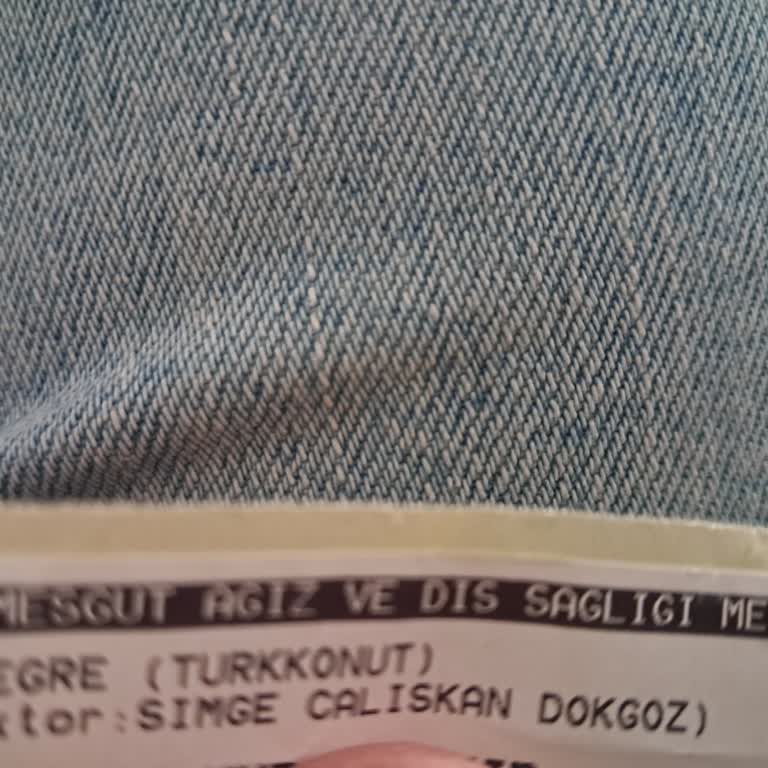 MESGUT AGIZ VE DIS SAGLIGI ME
EGRE (TURKKONUT)
ktor:SIMGE CALISKAN DOKGOZ)